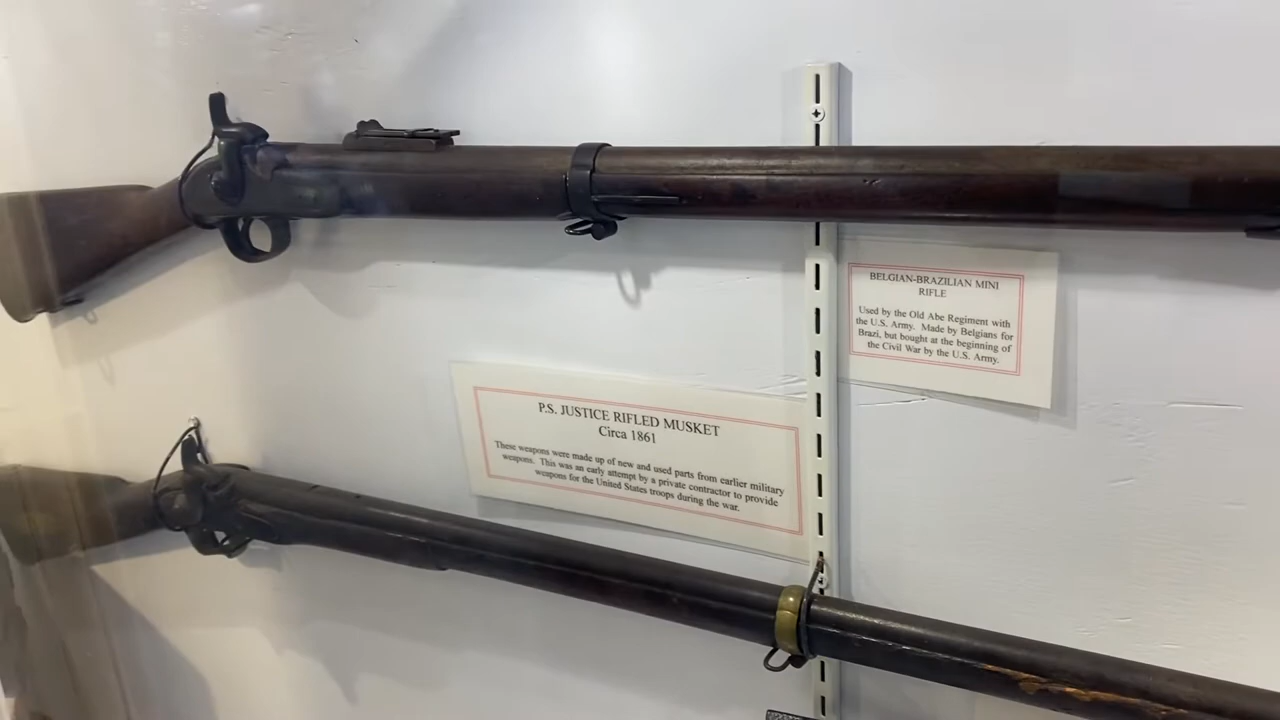 BELGIAN-BRAZILIAN MINI
RIFLE
Used by the Old Abe Regiment with
the U.S. Army. Made by Belgians for
Brazi, but bought at the beginning of
the Civil War by the U.S. Army.
P.S. JUSTICE RIFLED MUSKET
Circa 1861
These weapons were made up of new and used parts from earlier military
weapons. This was an early attempt by a private contractor to provide
weapons for the United States troops during the war.